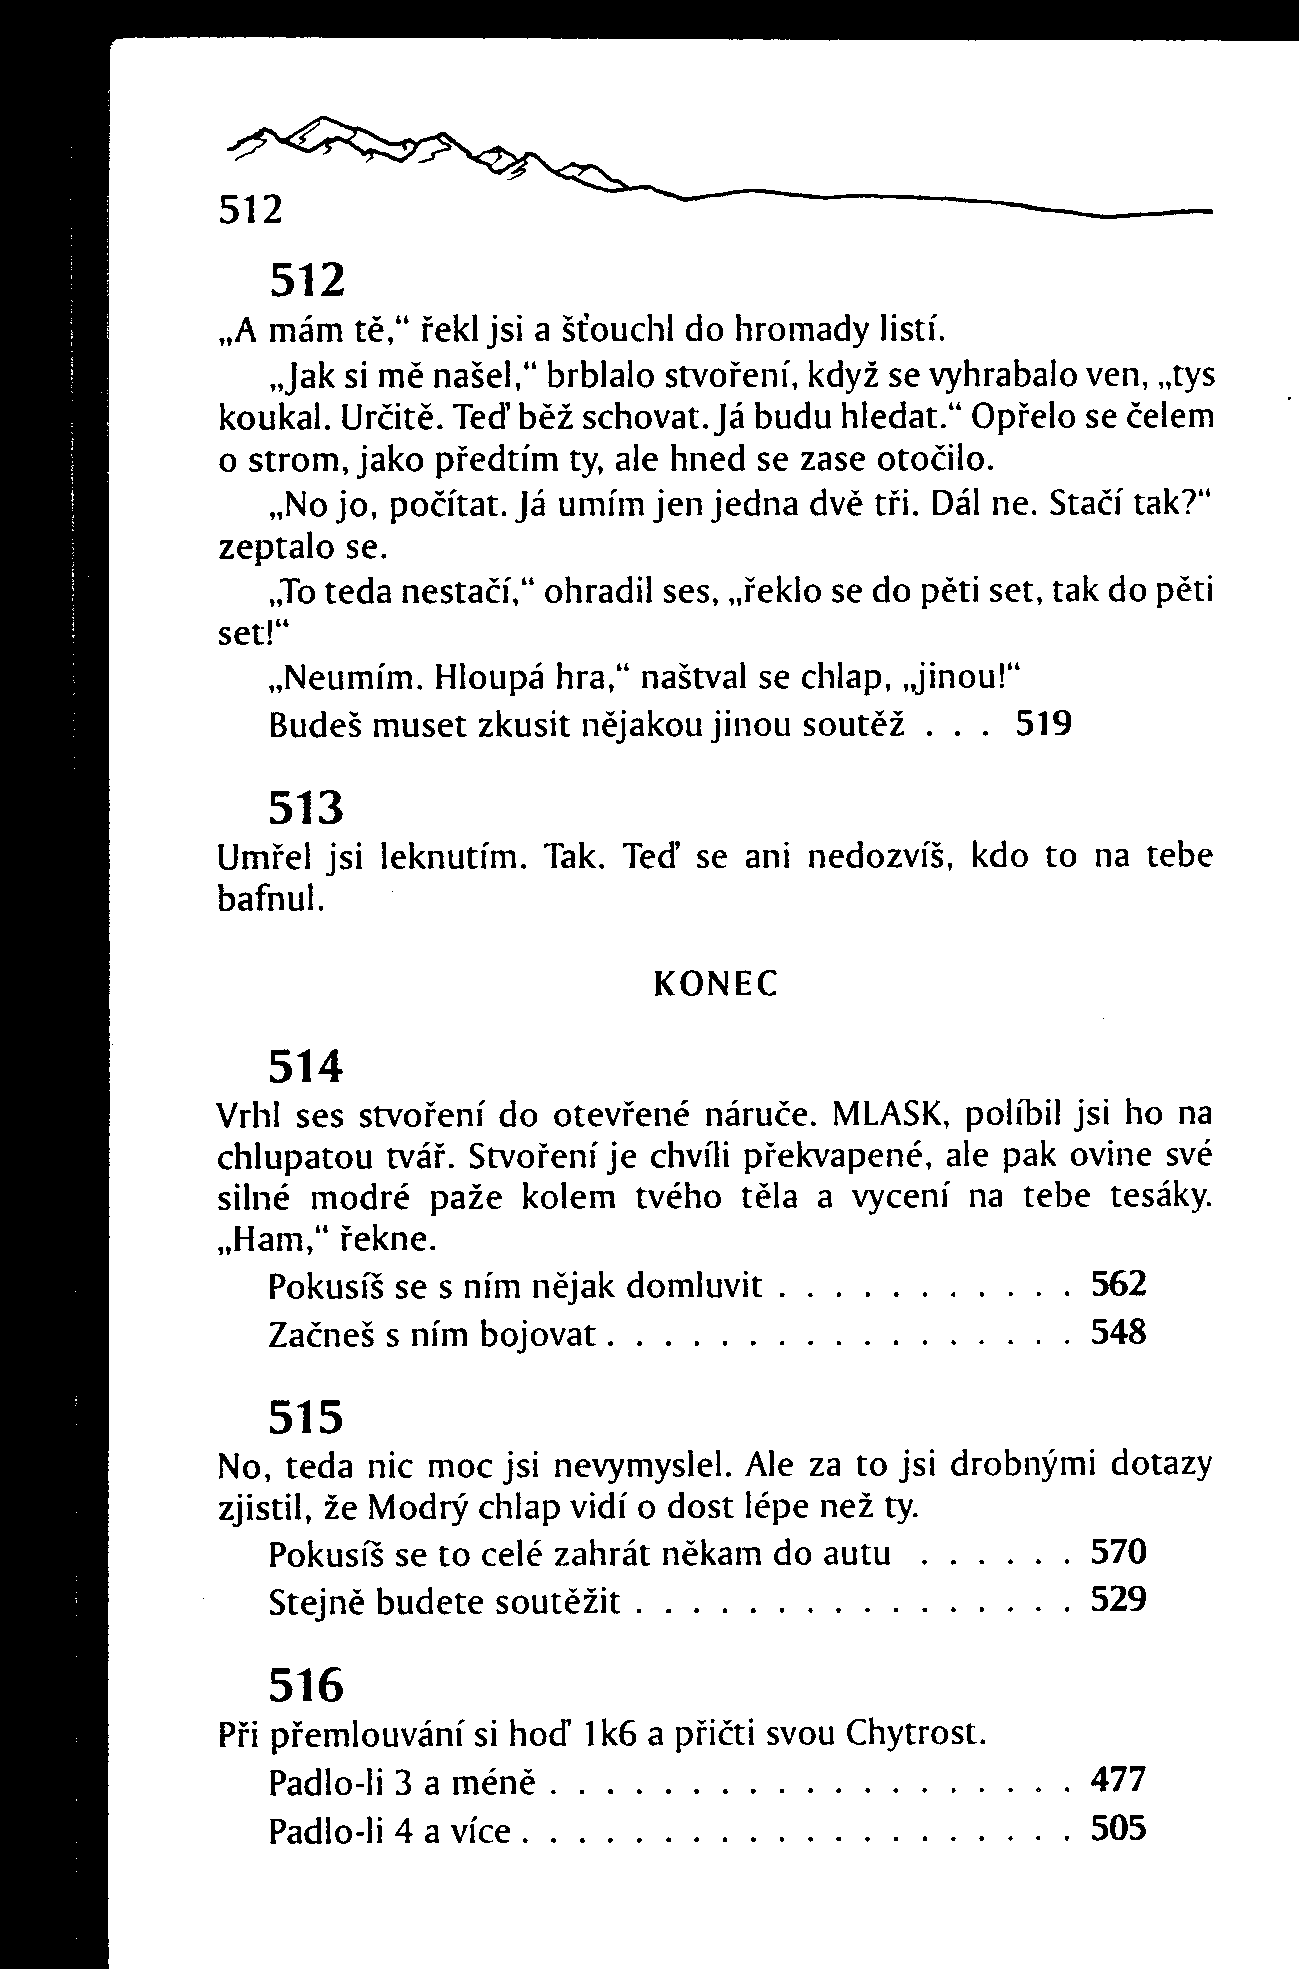 512
512
„A mám tě,“ řekl jsi a šťouchl do hromady listí.
„Jak si mě našel,“ brblalo stvoření, když se vyhrabalo ven, „tys
koukal. Určitě. Teď běž schovat. Já budu hledat.“ Opřelo se čelem
o strom, jako předtím ty, ale hned se zase otočilo.
„No jo, počítat. Já umím jen jedna dvě tři. Dál ne. Stačí tak?“
zeptalo se.
„To teda nestačí,“ ohradil ses, „řeklo se do pěti set, tak do pěti
set!“
„Neumím. Hloupá hra,“ naštval se chlap, „jinou!“
Budeš muset zkusit nějakou jinou soutěž . . . 519
513
Umřel jsi leknutím. Tak. Teď se ani nedozvíš, kdo to na tebe
bafnul.
KONEC
514
Vrhl ses stvoření do otevřené náruče. MLASK, políbil jsi ho na
chlupatou tvář. Stvoření je chvíli překvapené, ale pak ovine své
silné modré paže kolem tvého těla a vycení na tebe tesáky.
„Ham,“ řekne.
Pokusíš se s ním nějak domluvit . . . . . . . . . . . 562
Začneš s ním bojovat . . . . . . . . . . . . . . . . . 548
515
No, teda nic moc jsi nevymyslel. Ale za to jsi drobnými dotazy
zjistil, že Modrý chlap vidí o dost lépe než ty.
Pokusíš se to celé zahrát někam do autu . . . . . . 570
Stejně budete soutěžit . . . . . . . . . . . . . . . . 529
516
Při přemlouvání si hoď 1k6 a přičti svou Chytrost.
Padlo-li 3 a méně . . . . . . . . . . . . . . . . . . . 477
Padlo-li 4 a více . . . . . . . . . . . . . . . . . . . . 505